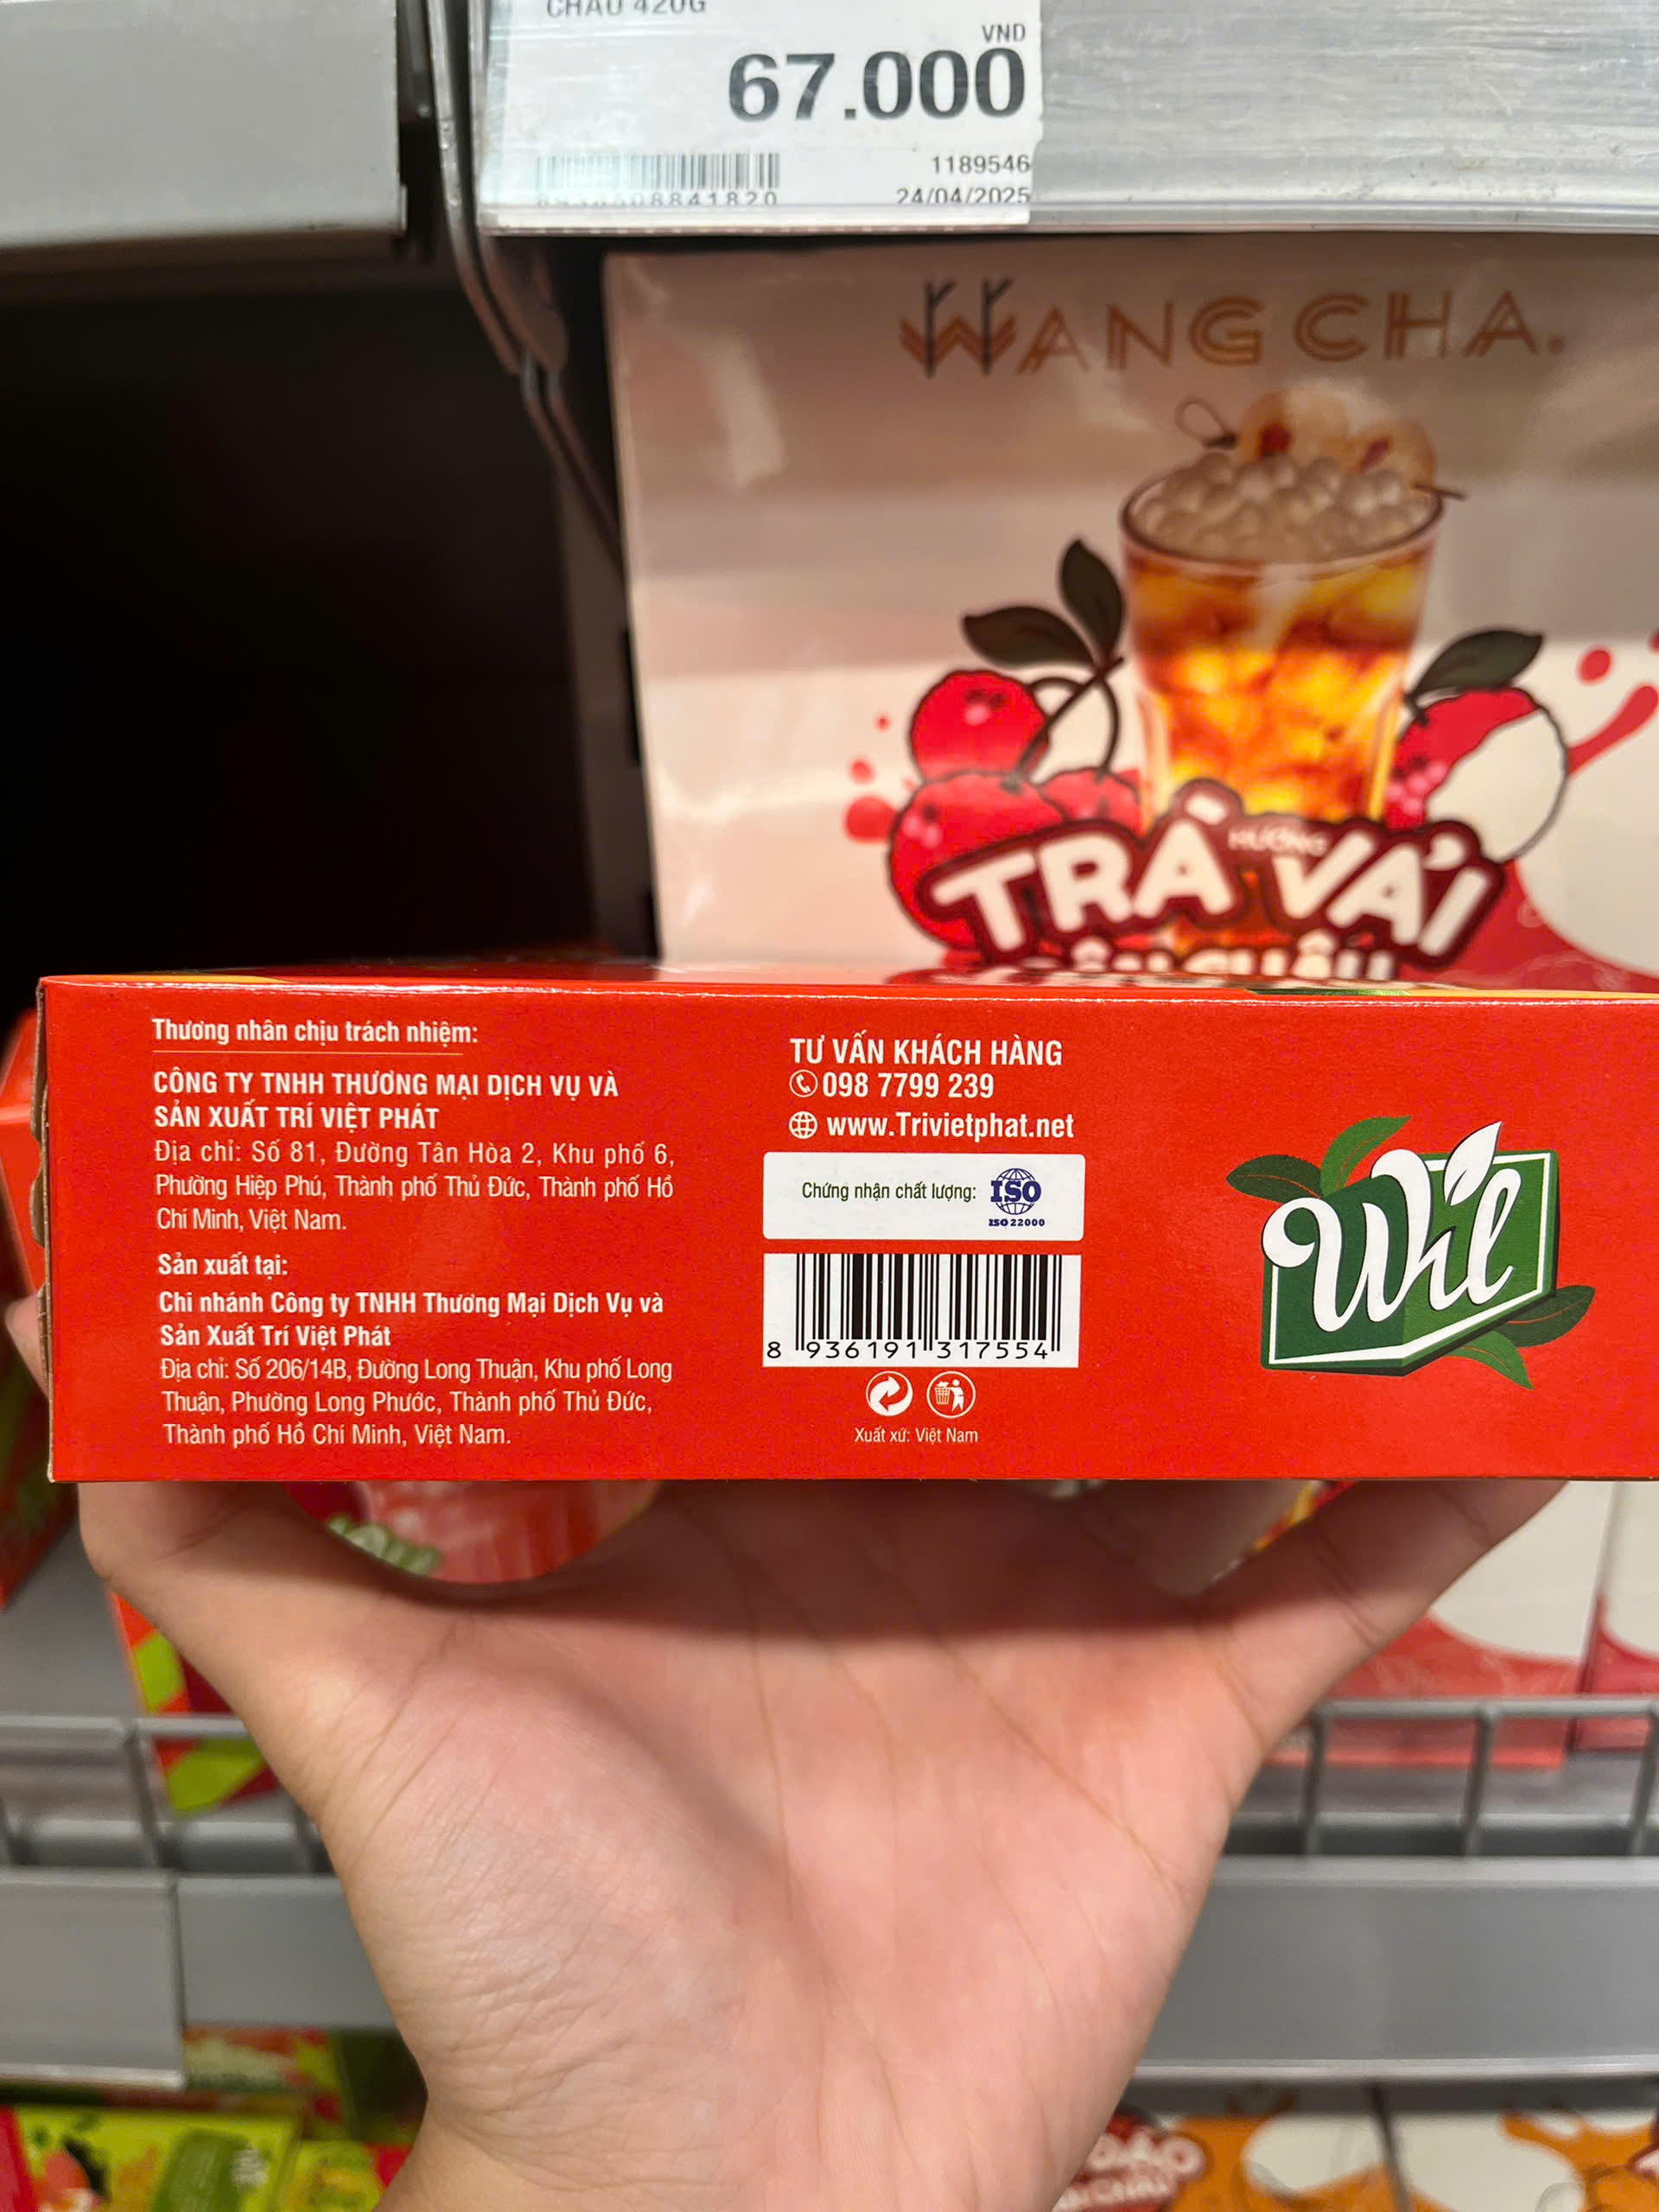 CHÂU 420G
VND
67.000
1189546
24/04/2025
WANGCHA.
HƯƠNG
TRÀ VẢI
Thương nhân chịu trách nhiệm:
CÔNG TY TNHH THƯƠNG MẠI DỊCH VỤ VÀ
SẢN XUẤT TRÍ VIỆT PHÁT
Địa chỉ: Số 81, Đường Tân Hòa 2, Khu phố 6,
Phường Hiệp Phú, Thành phố Thủ Đức, Thành phố Hồ
Chí Minh, Việt Nam.
Sản xuất tại:
Chi nhánh Công ty TNHH Thương Mại Dịch Vụ và
Sản Xuất Trí Việt Phát
Địa chỉ: Số 206/14B, Đường Long Thuận, Khu phố Long
Thuận, Phường Long Phước, Thành phố Thủ Đức,
Thành phố Hồ Chí Minh, Việt Nam.
TƯ VẤN KHÁCH HÀNG
098 7799 239
www.Trivietphat.net
Chứng nhận chất lượng: ISO
ISO 22000
8 936191 317554
Xuất xứ: Việt Nam
Wil